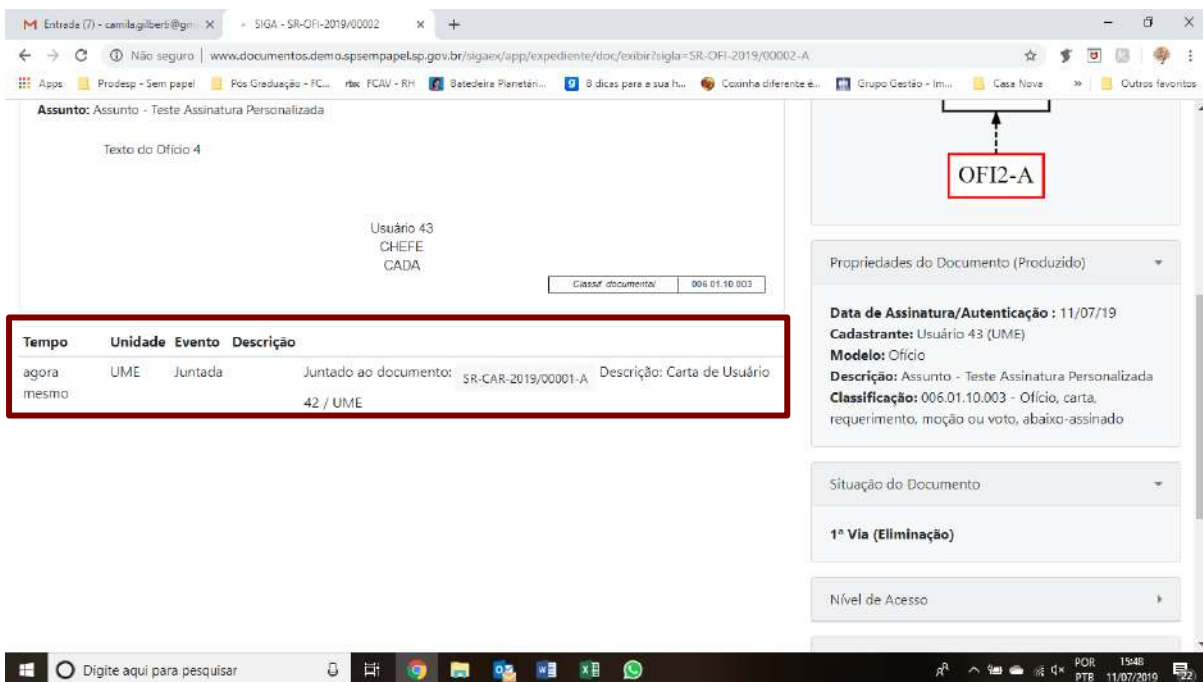 Entrada (7) - camila.gilberti@gm
SIGA - SR-OFI-2019/00002
Não seguro | www.documentos.demo.spsempapel.sp.gov.br/sigaex/app/expediente/doc/exibir?sigla=SR-OFI-2019/00002-A
Apps Prodesp - Sem papel Pós Graduação - FC... FCAV - RH Batedeira Planetári... 8 dicas para a sua h... Coxinha diferente é... Grupo Gestão - Im... Casa Nova » Outros favoritos
Assunto: Assunto - Teste Assinatura Personalizada
Texto do Ofício 4
Usuário 43
CHEFE
CADA
Classif. documental 006.01.10.003
Tempo Unidade Evento Descrição
agora mesmo UME Juntada Juntado ao documento: SR-CAR-2019/00001-A Descrição: Carta de Usuário
42 / UME
OFI2-A
Propriedades do Documento (Produzido)
Data de Assinatura/Autenticação : 11/07/19
Cadastrante: Usuário 43 (UME)
Modelo: Ofício
Descrição: Assunto - Teste Assinatura Personalizada
Classificação: 006.01.10.003 - Ofício, carta,
requerimento, moção ou voto, abaixo-assinado
Situação do Documento
1ª Via (Eliminação)
Nível de Acesso
Digite aqui para pesquisar
POR 15:48
PTB 11/07/2019
22